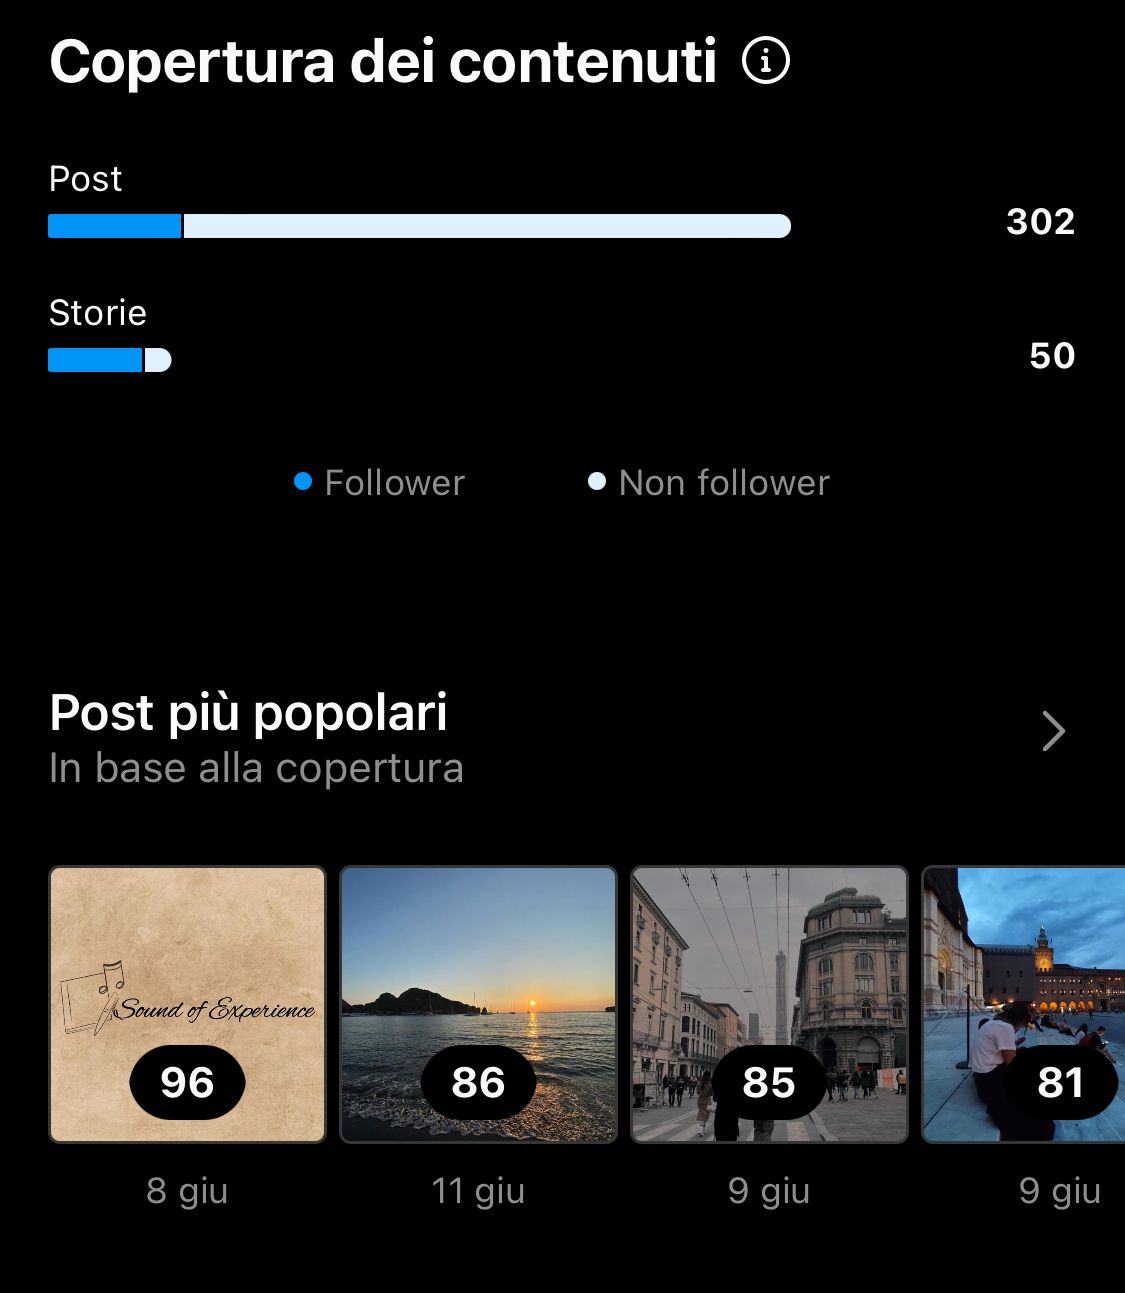 Copertura dei contenuti
Post
302
Storie
50
Follower Non follower
Post più popolari
In base alla copertura
Sound of Experience
96 86 85 81
8 giu 11 giu 9 giu 9 giu